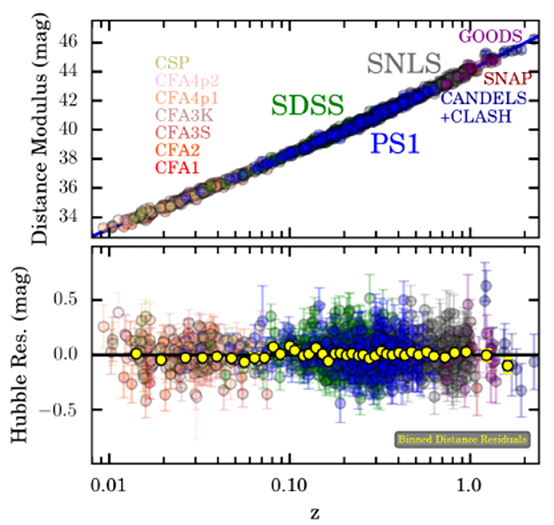 Distance Modulus (mag)
46
44
42
40
38
36
34
CSP
CFA4p2
CFA4p1
CFA3K
CFA3S
CFA2
CFA1
SDSS
SNLS
PS1
GOODS
SNAP
CANDELS
+CLASH
Hubble Res. (mag)
0.5
0.0
−0.5
Binned Distance Residuals
0.01
0.10
1.0
z